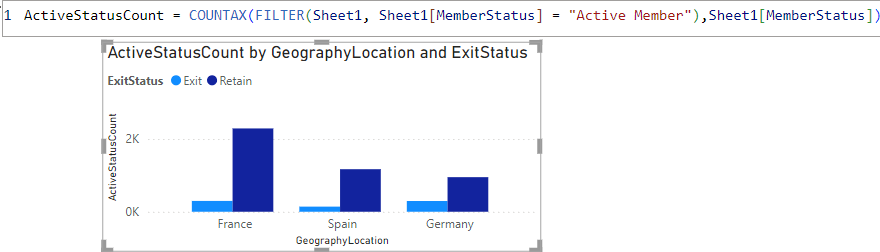 1 ActiveStatusCount = COUNTAX(FILTER(Sheet1, Sheet1[MemberStatus] = "Active Member"),Sheet1[MemberStatus])
ActiveStatusCount by GeographyLocation and ExitStatus
ExitStatus Exit Retain
ActiveStatusCount
2K
0K
France Spain Germany
GeographyLocation